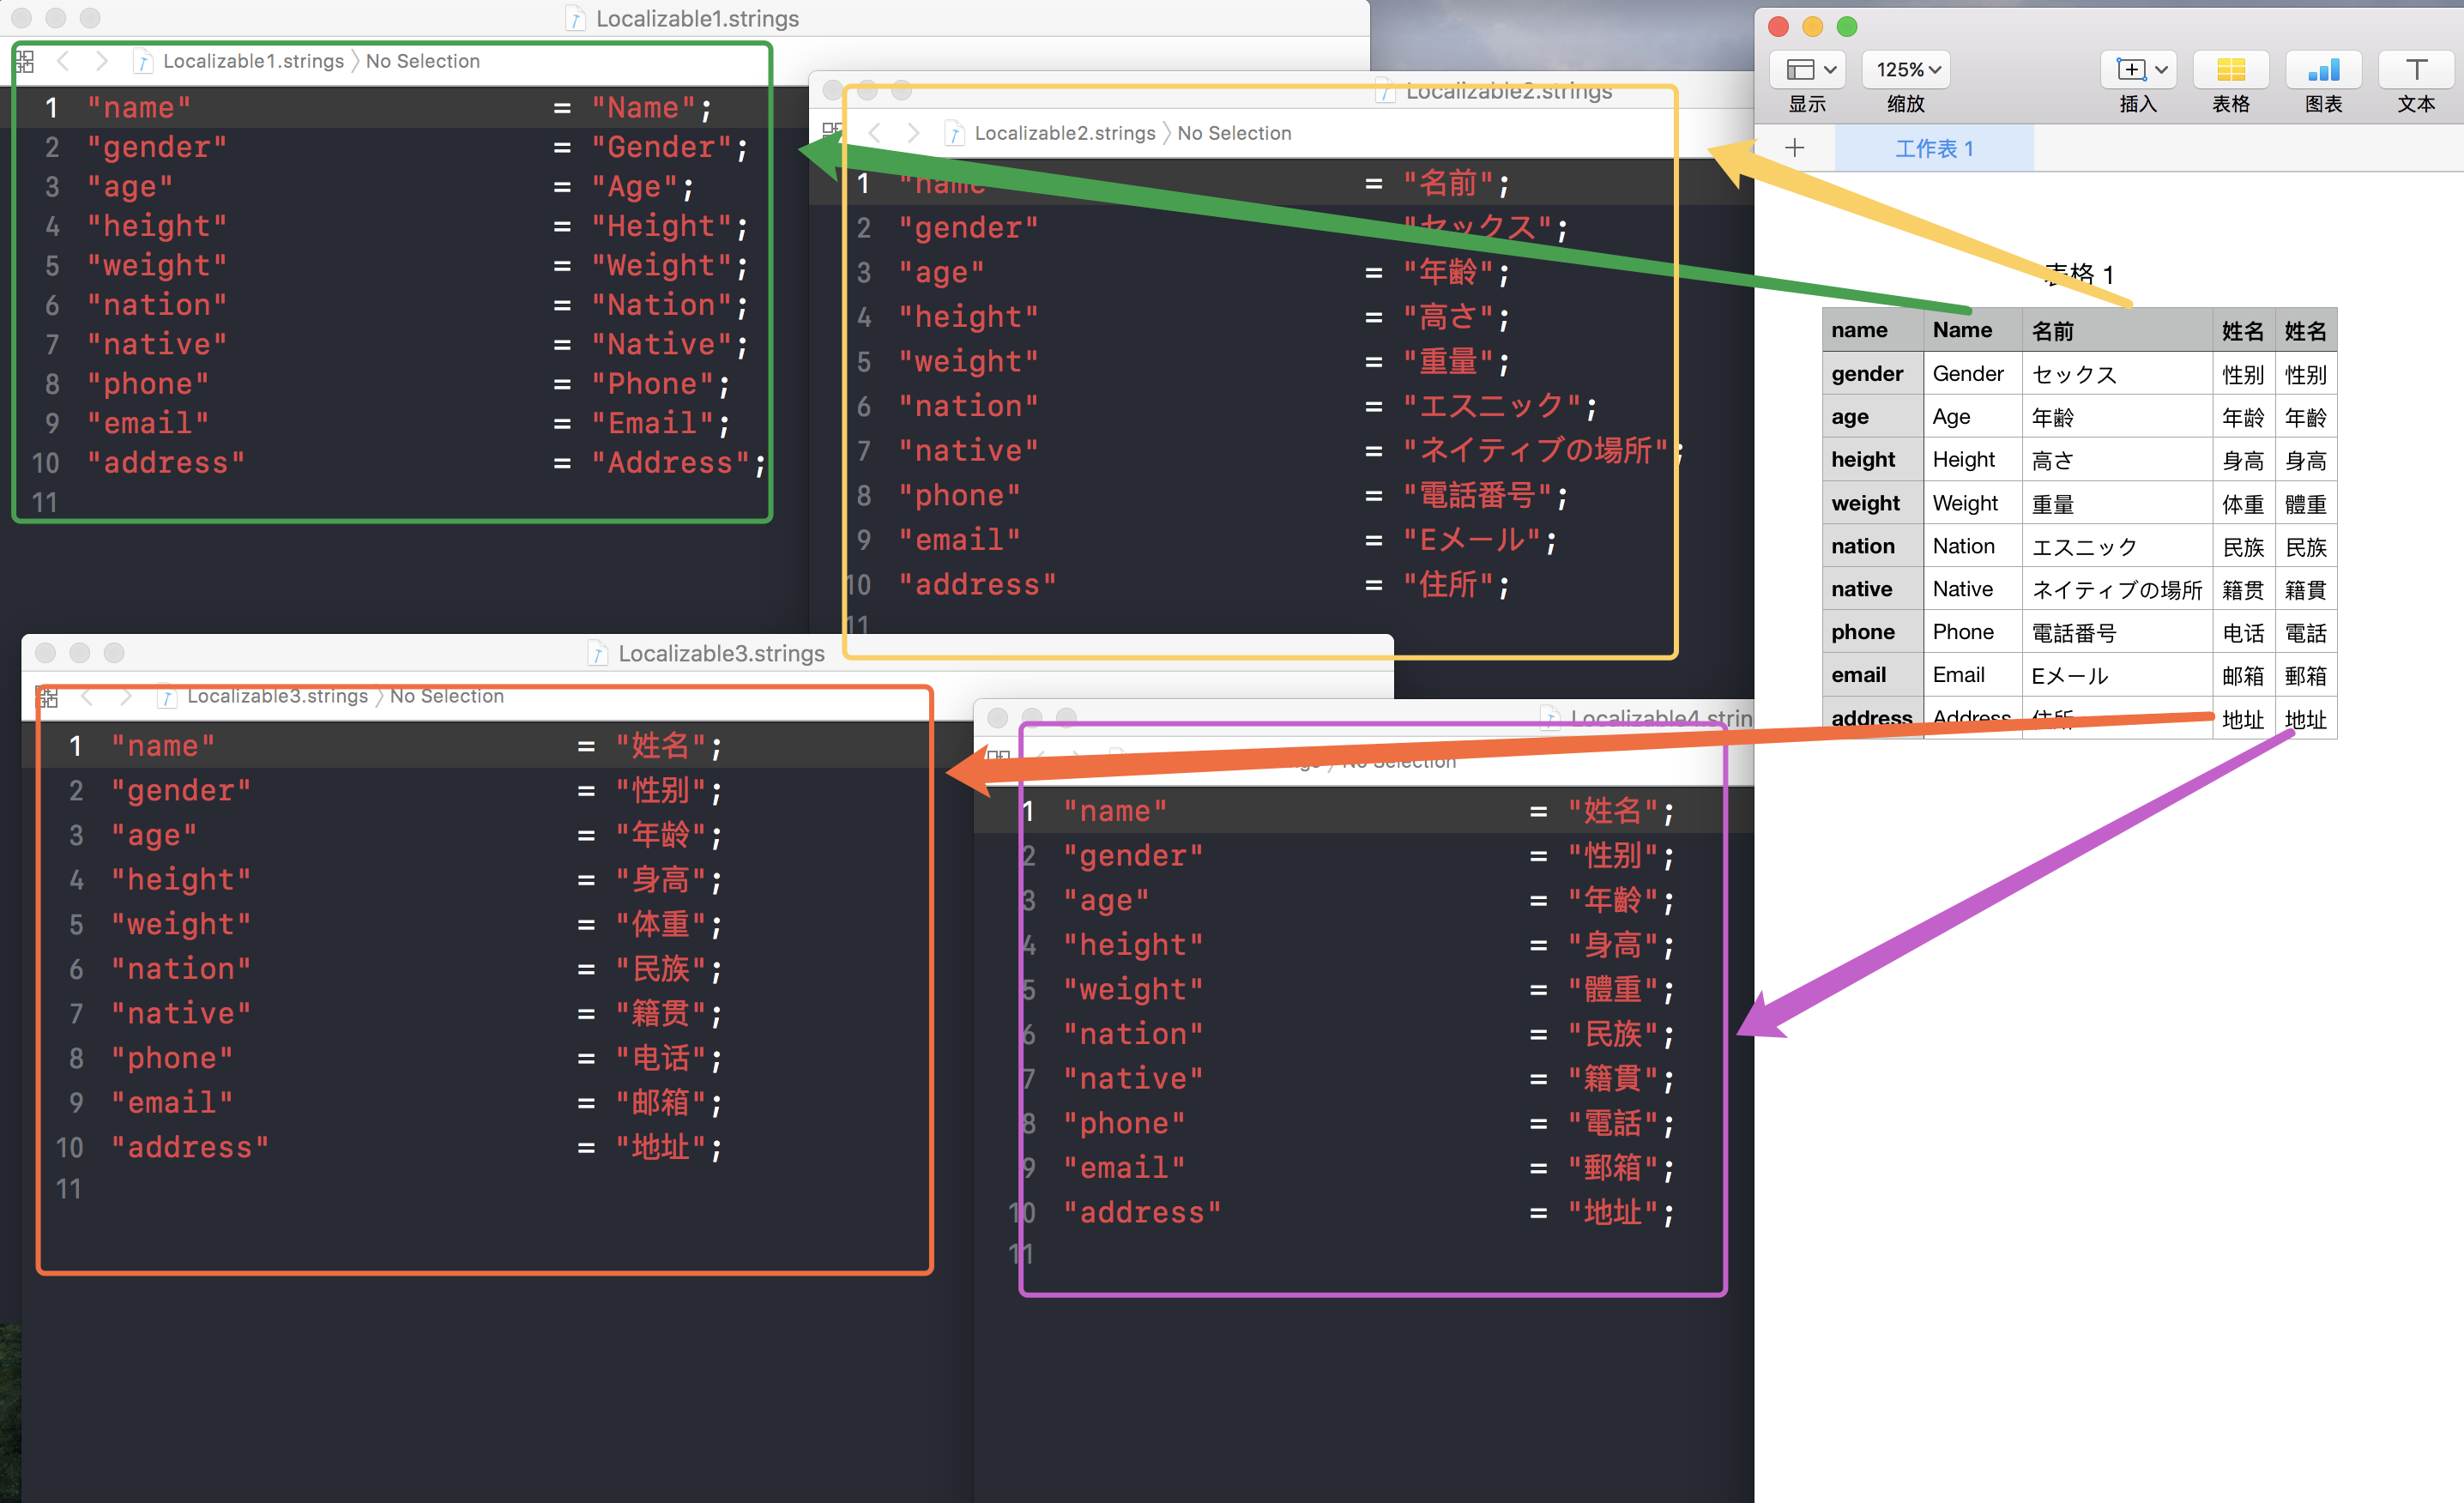 Localizable1.strings
Localizable1.strings 〉No Selection
1 "name" = "Name";
2 "gender" = "Gender";
3 "age" = "Age";
4 "height" = "Height";
5 "weight" = "Weight";
6 "nation" = "Nation";
7 "native" = "Native";
8 "phone" = "Phone";
9 "email" = "Email";
10 "address" = "Address";
11
Localizable2.strings
Localizable2.strings 〉No Selection
1 "name" = "名前";
2 "gender" "セックス";
3 "age" = "年齢";
4 "height" = "高さ";
5 "weight" = "重量";
6 "nation" = "エスニック";
7 "native" = "ネイティブの場所";
8 "phone" = "電話番号";
9 "email" = "Eメール";
10 "address" = "住所";
11
Localizable3.strings
Localizable3.strings 〉No Selection
1 "name" = "姓名";
2 "gender" = "性别";
3 "age" = "年龄";
4 "height" = "身高";
5 "weight" = "体重";
6 "nation" = "民族";
7 "native" = "籍贯";
8 "phone" = "电话";
9 "email" = "邮箱";
10 "address" = "地址";
11
Localizable4.strin
No Selection
1 "name" = "姓名";
2 "gender" = "性别";
3 "age" = "年齡";
4 "height" = "身高";
5 "weight" = "體重";
6 "nation" = "民族";
7 "native" = "籍貫";
8 "phone" = "電話";
9 "email" = "郵箱";
10 "address" = "地址";
11
125%
显示 缩放 插入 表格 图表 文本
工作表 1
表格 1
name Name 名前 姓名 姓名
gender Gender セックス 性别 性别
age Age 年齢 年龄 年齡
height Height 高さ 身高 身高
weight Weight 重量 体重 體重
nation Nation エスニック 民族 民族
native Native ネイティブの場所 籍贯 籍貫
phone Phone 電話番号 电话 電話
email Email Eメール 邮箱 郵箱
address Address 住所 地址 地址